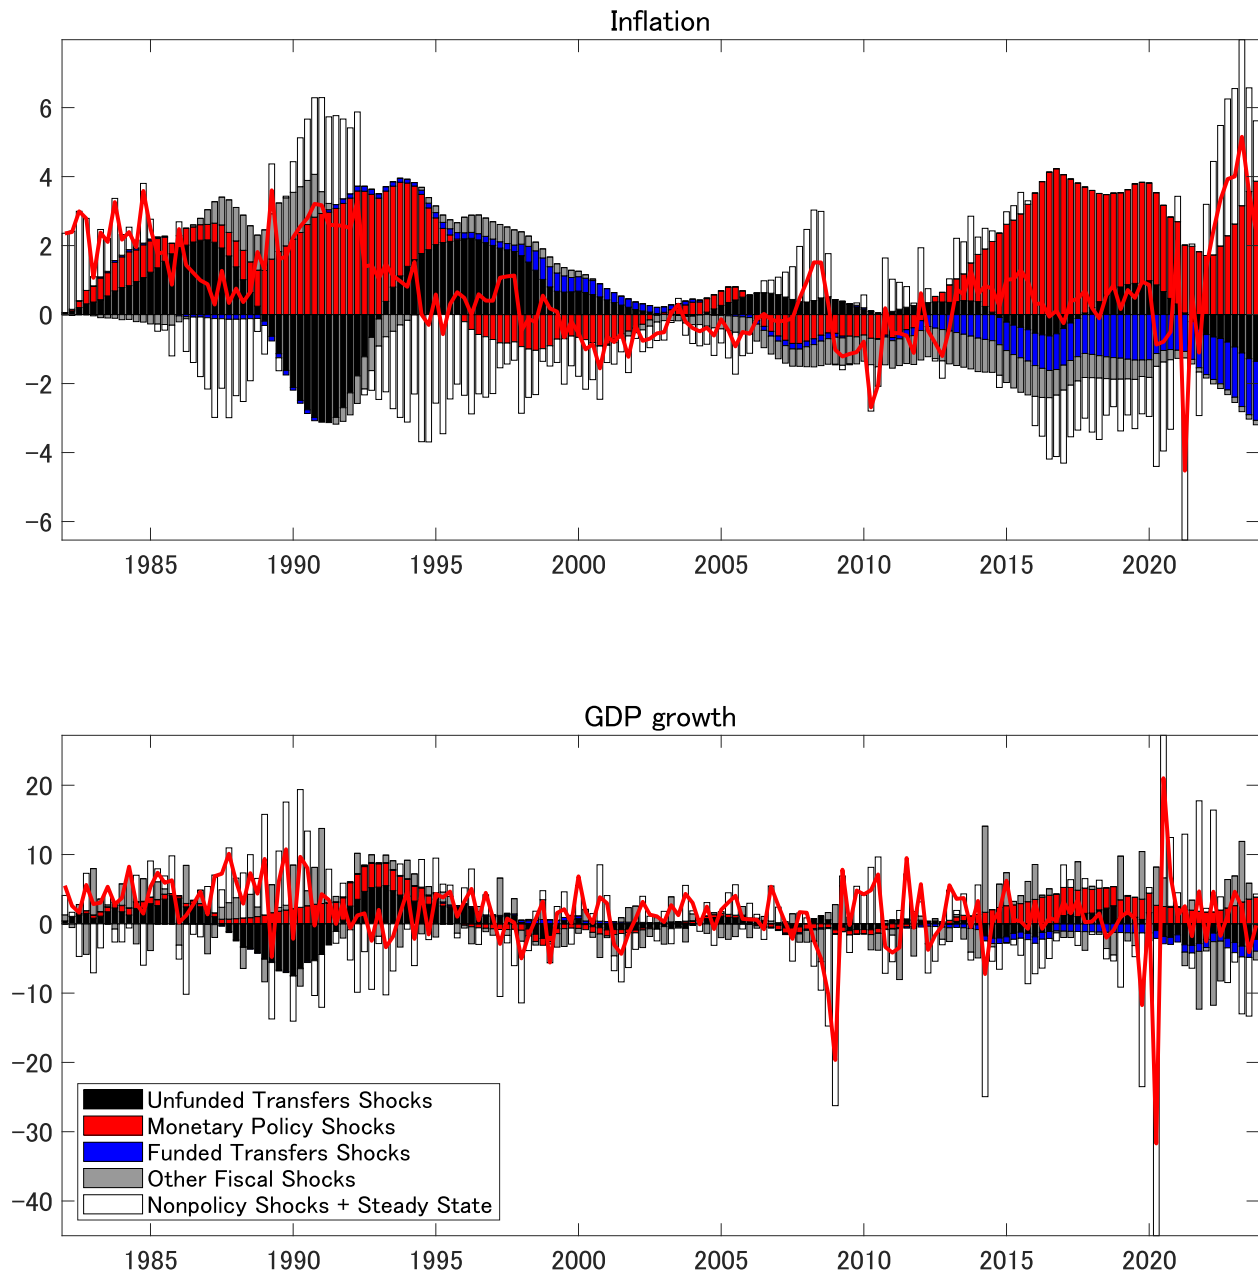 Inflation
6
4
2
0
−2
−4
−6
1985 1990 1995 2000 2005 2010 2015 2020
GDP growth
20
10
0
−10
−20
−30
−40
Unfunded Transfers Shocks
Monetary Policy Shocks
Funded Transfers Shocks
Other Fiscal Shocks
Nonpolicy Shocks + Steady State
1985 1990 1995 2000 2005 2010 2015 2020